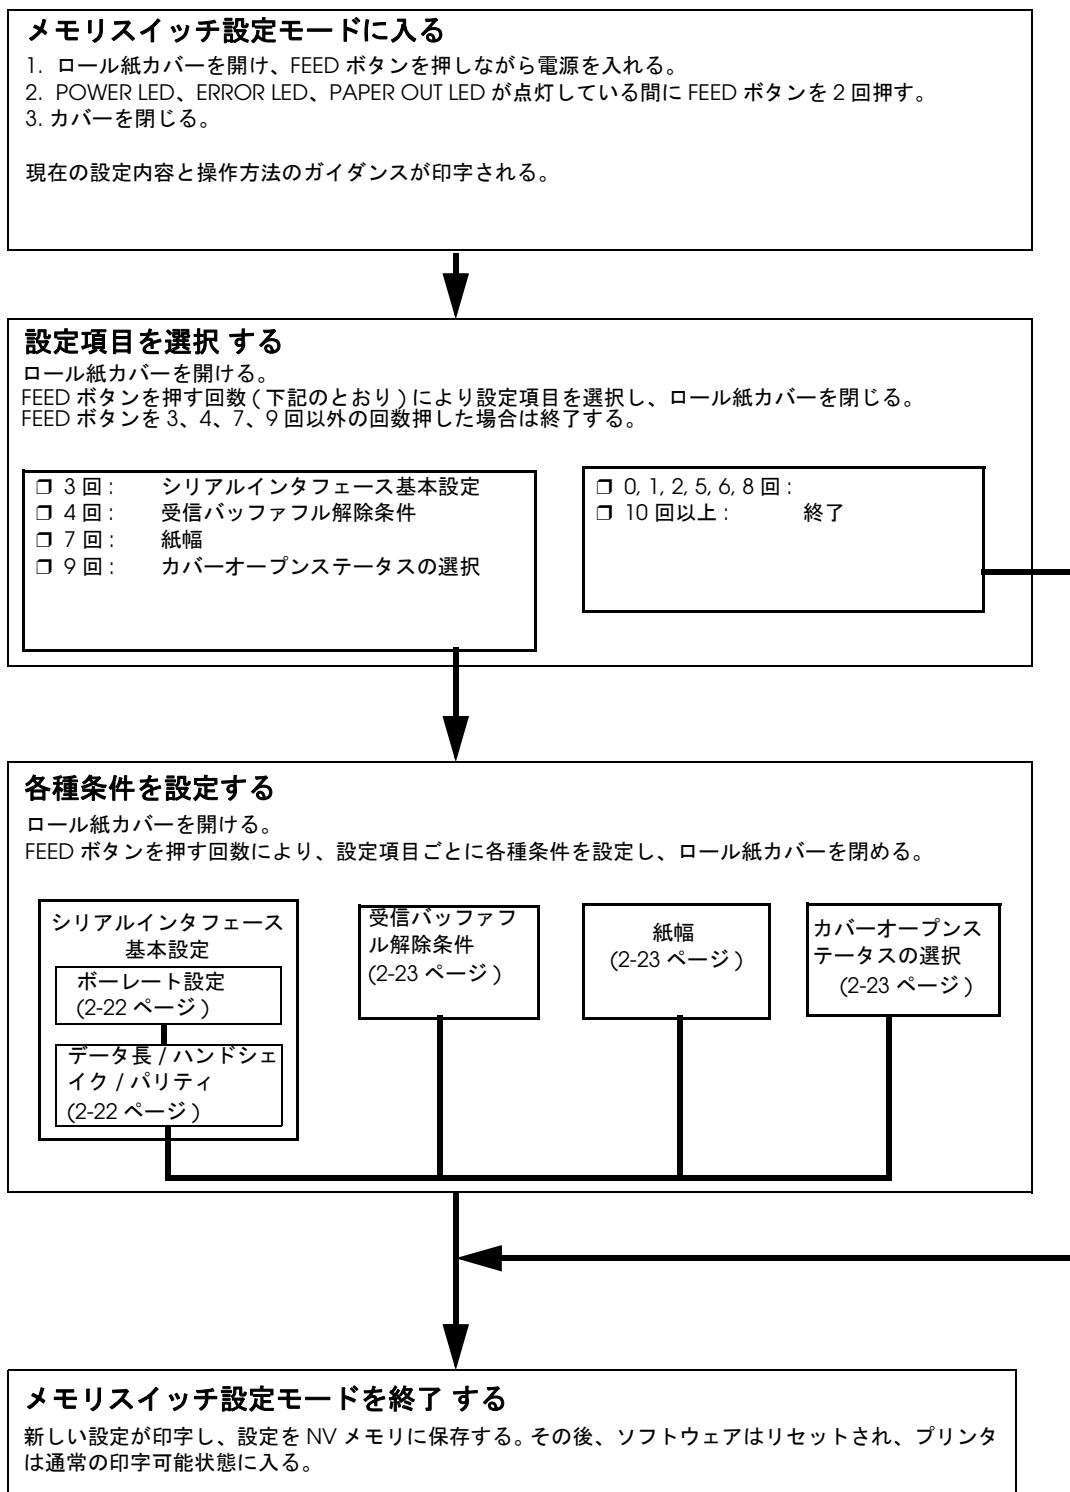 メモリスイッチ設定モードに入る
1. ロール紙カバーを開け、FEED ボタンを押しながら電源を入れる。
2. POWER LED、ERROR LED、PAPER OUT LED が点灯している間に FEED ボタンを 2 回押す。
3. カバーを閉じる。
現在の設定内容と操作方法のガイダンスが印字される。
設定項目を選択 する
ロール紙カバーを開ける。
FEED ボタンを押す回数 ( 下記のとおり ) により設定項目を選択し、ロール紙カバーを閉じる。
FEED ボタンを 3、4、7、9 回以外の回数押した場合は終了する。
❐ 3 回 : シリアルインタフェース基本設定
❐ 4 回 : 受信バッファフル解除条件
❐ 7 回 : 紙幅
❐ 9 回 : カバーオープンステータスの選択
❐ 0, 1, 2, 5, 6, 8 回 :
❐ 10 回以上 : 終了
各種条件を設定する
ロール紙カバーを開ける。
FEED ボタンを押す回数により、設定項目ごとに各種条件を設定し、ロール紙カバーを閉める。
シリアルインタフェース
基本設定
ボーレート設定
(2-22 ページ )
データ長 / ハンドシェ
イク / パリティ
(2-22 ページ )
受信バッファフ
ル解除条件
(2-23 ページ )
紙幅
(2-23 ページ )
カバーオープンス
テータスの選択
(2-23 ページ )
メモリスイッチ設定モードを終了 する
新しい設定が印字し、設定を NV メモリに保存する。その後、ソフトウェアはリセットされ、プリンタ
は通常の印字可能状態に入る。